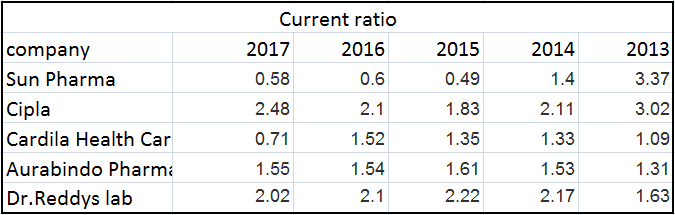 Current ratio
company 2017 2016 2015 2014 2013
Sun Pharma 0.58 0.6 0.49 1.4 3.37
Cipla 2.48 2.1 1.83 2.11 3.02
Cardila Health Car 0.71 1.52 1.35 1.33 1.09
Aurabindo Pharma 1.55 1.54 1.61 1.53 1.31
Dr.Reddys lab 2.02 2.1 2.22 2.17 1.63